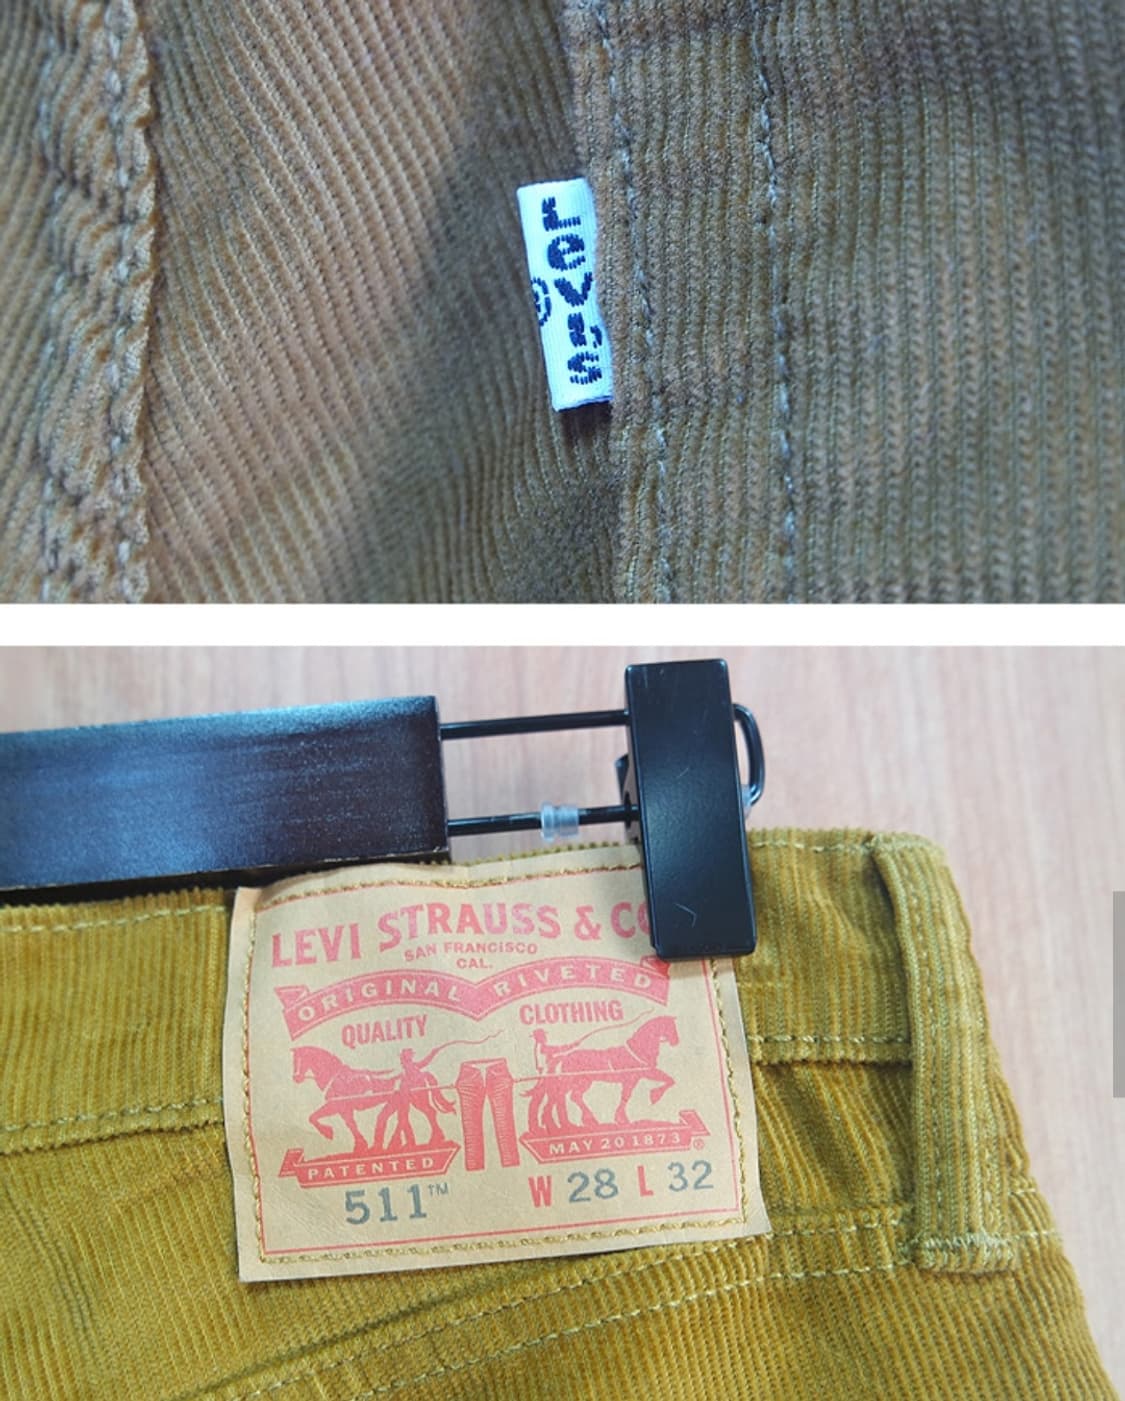 Levi's®
LEVI STRAUSS & CO
SAN FRANCISCO
CAL.
ORIGINAL RIVETED
QUALITY CLOTHING
PATENTED
MAY 20 1873 ®
511™ W 28 L 32